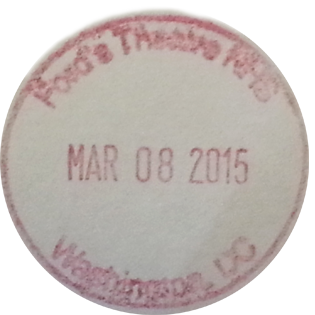 Ford's Theatre NHS
MAR 08 2015
Washington, DC